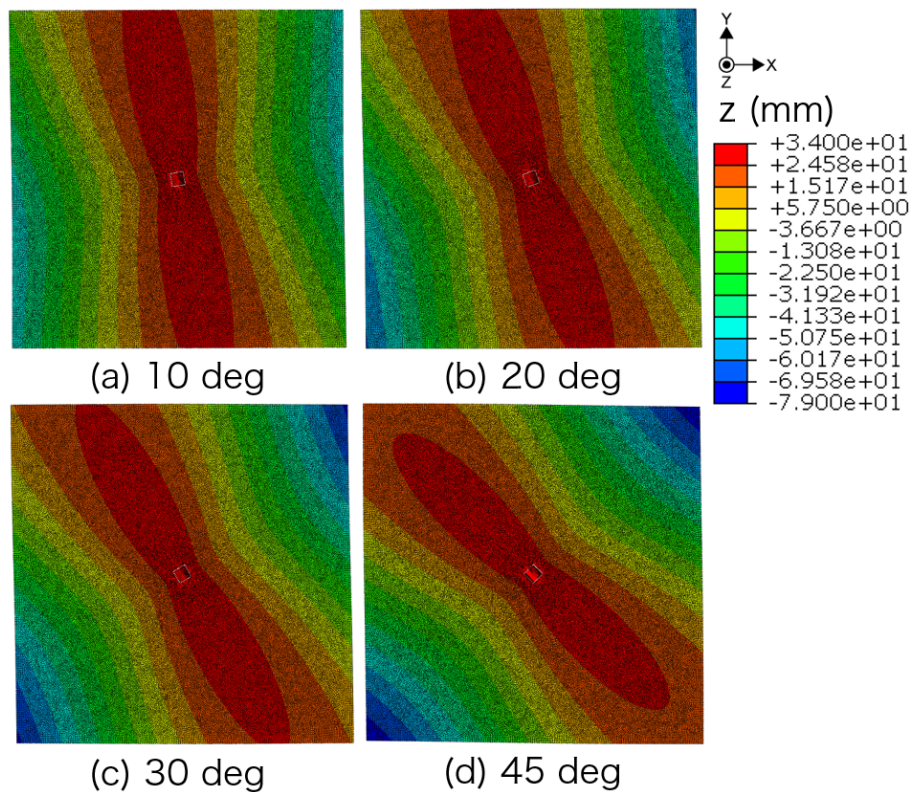 Y
X
Z
z (mm)
+3.400e+01
+2.458e+01
+1.517e+01
+5.750e+00
-3.667e+00
-1.308e+01
-2.250e+01
-3.192e+01
-4.133e+01
-5.075e+01
-6.017e+01
-6.958e+01
-7.900e+01
(a) 10 deg
(b) 20 deg
(c) 30 deg
(d) 45 deg